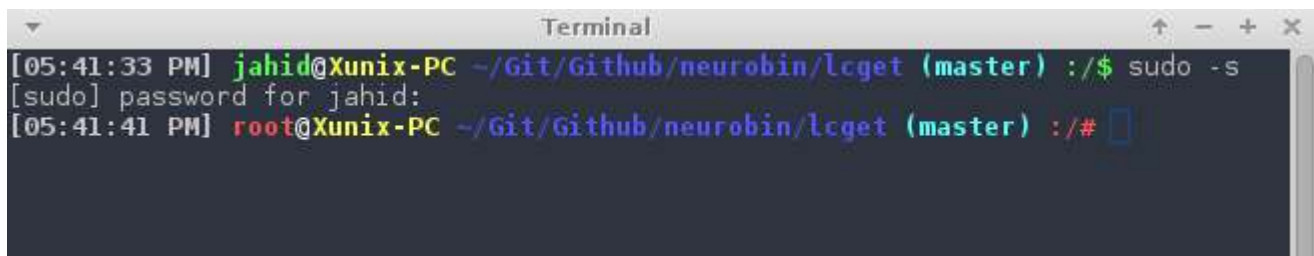 Terminal
[05:41:33 PM] jahid@Xunix-PC ~/Git/Github/neurobin/lcget (master) :/$ sudo -s
[sudo] password for jahid:
[05:41:41 PM] root@Xunix-PC ~/Git/Github/neurobin/lcget (master) :/#